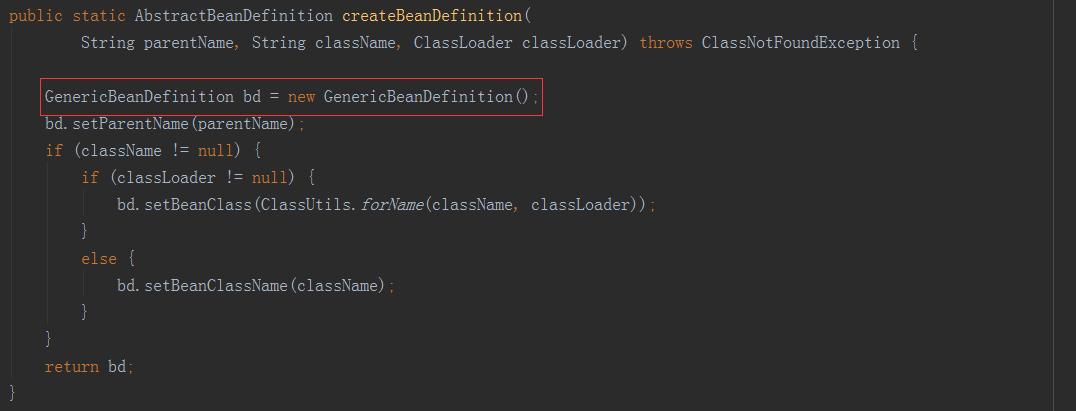 public static AbstractBeanDefinition createBeanDefinition(
        String parentName, String className, ClassLoader classLoader) throws ClassNotFoundException {

    GenericBeanDefinition bd = new GenericBeanDefinition();
    bd.setParentName(parentName);
    if (className != null) {
        if (classLoader != null) {
            bd.setBeanClass(ClassUtils.forName(className, classLoader));
        }
        else {
            bd.setBeanClassName(className);
        }
    }
    return bd;
}